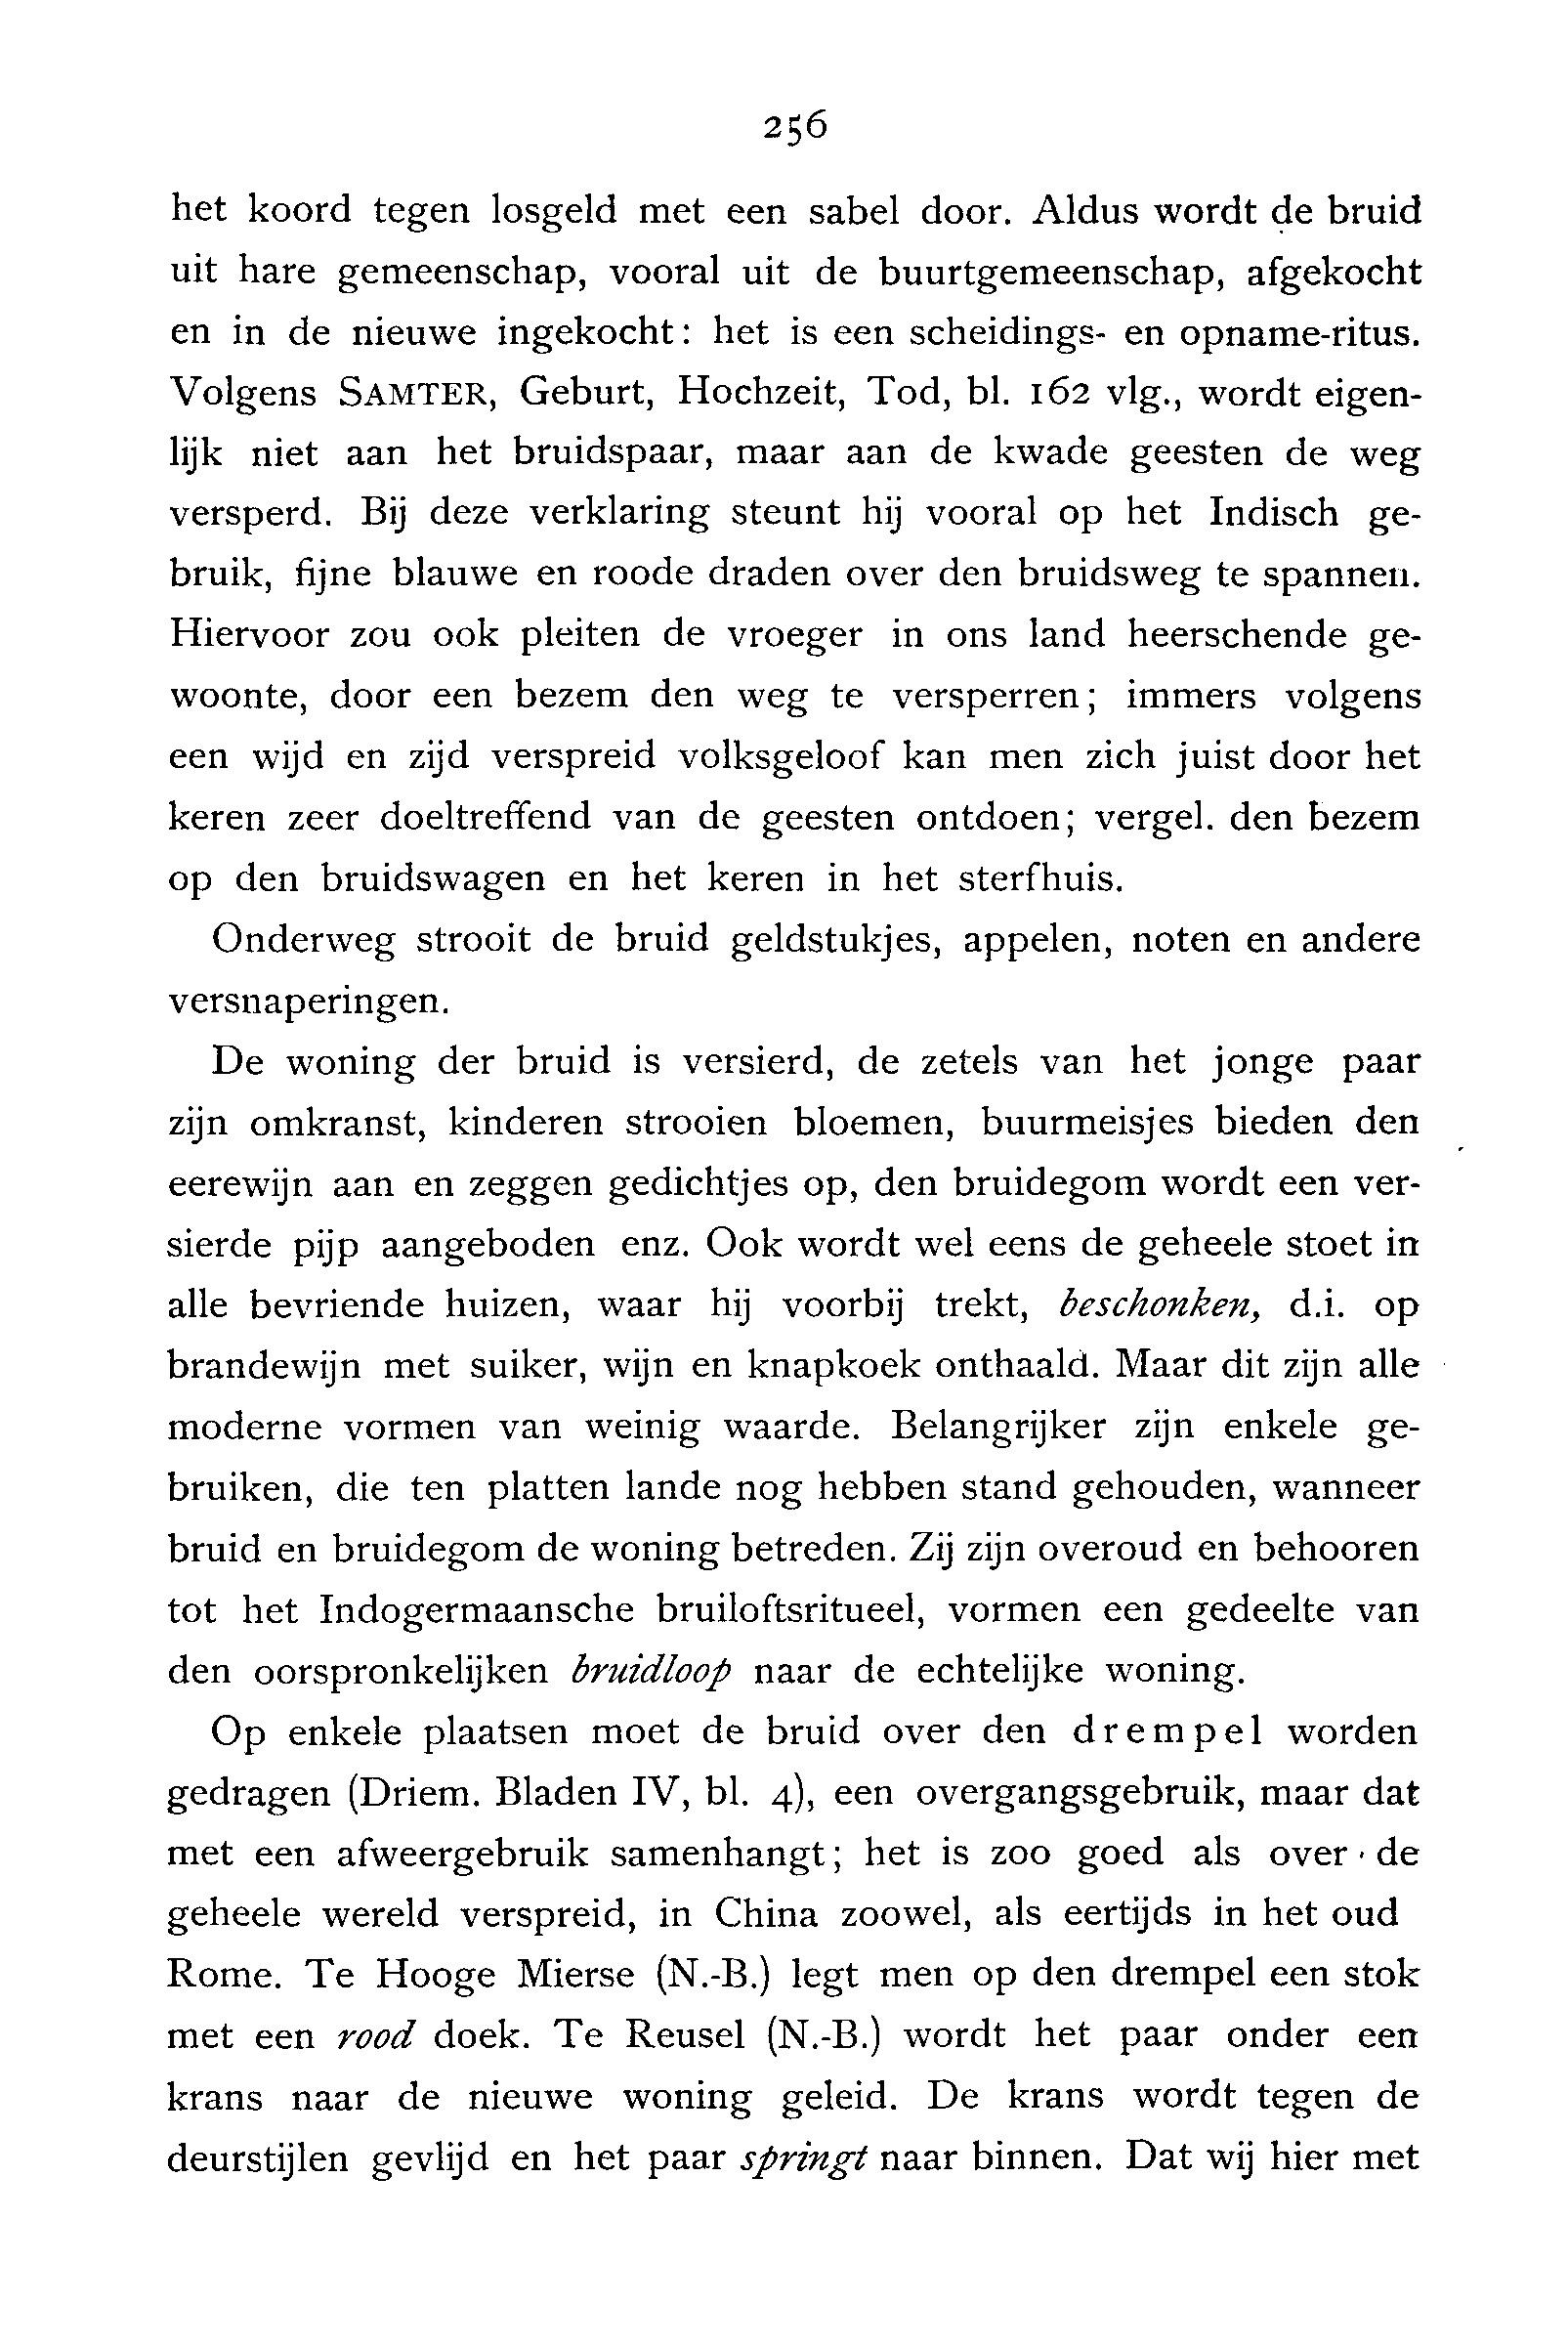 256
het koord tegen losgeld met een sabel door. Aldus wordt de bruid
uit hare gemeenschap, vooral uit de buurtgemeenschap, afgekocht
en in de nieuwe ingekocht: het is een scheidings- en opname-ritus.
Volgens SAMTER, Geburt, Hochzeit, Tod, bl. 162 vlg., wordt eigen-
lijk niet aan het bruidspaar, maar aan de kwade geesten de weg
versperd. Bij deze verklaring steunt hij vooral op het Indisch ge-
bruik, fijne blauwe en roode draden over den bruidsweg te spannen.
Hiervoor zou ook pleiten de vroeger in ons land heerschende ge-
woonte, door een bezem den weg te versperren; immers volgens
een wijd en zijd verspreid volksgeloof kan men zich juist door het
keren zeer doeltreffend van de geesten ontdoen; vergel. den bezem
op den bruidswagen en het keren in het sterfhuis.
Onderweg strooit de bruid geldstukjes, appelen, noten en andere
versnaperingen.
De woning der bruid is versierd, de zetels van het jonge paar
zijn omkranst, kinderen strooien bloemen, buurmeisjes bieden den
eerewijn aan en zeggen gedichtjes op, den bruidegom wordt een ver-
sierde pijp aangeboden enz. Ook wordt wel eens de geheele stoet in
alle bevriende huizen, waar hij voorbij trekt, beschonken, d.i. op
brandewijn met suiker, wijn en knapkoek onthaald. Maar dit zijn alle
moderne vormen van weinig waarde. Belangrijker zijn enkele ge-
bruiken, die ten platten lande nog hebben stand gehouden, wanneer
bruid en bruidegom de woning betreden. Zij zijn overoud en behooren
tot het Indogermaansche bruiloftsritueel, vormen een gedeelte van
den oorspronkelijken bruidloop naar de echtelijke woning.
Op enkele plaatsen moet de bruid over den drempel worden
gedragen (Driem. Bladen IV, bl. 4), een overgangsgebruik, maar dat
met een afweergebruik samenhangt; het is zoo goed als over de
geheele wereld verspreid, in China zoowel, als eertijds in het oud
Rome. Te Hooge Mierse (N.-B.) legt men op den drempel een stok
met een rood doek. Te Reusel (N.-B.) wordt het paar onder een
krans naar de nieuwe woning geleid. De krans wordt tegen de
deurstijlen gevlijd en het paar springt naar binnen. Dat wij hier met